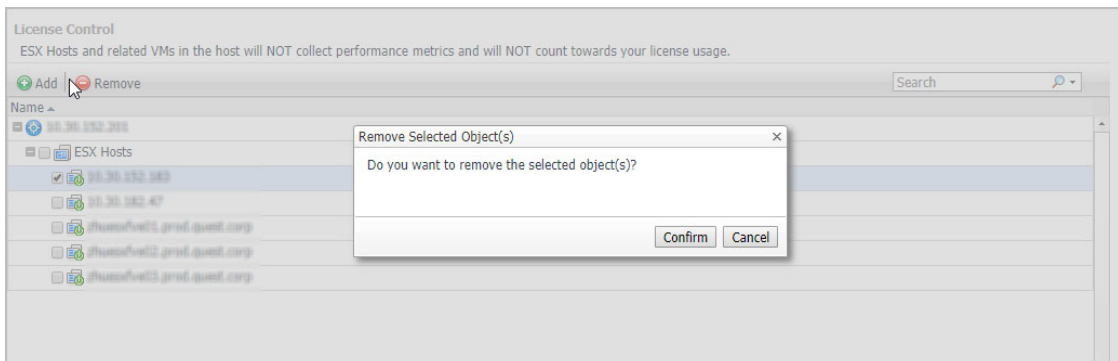 License Control
ESX Hosts and related VMs in the host will NOT collect performance metrics and will NOT count towards your license usage.
Add Remove Search
Name
ESX Hosts
Remove Selected Object(s)
Do you want to remove the selected object(s)?
Confirm Cancel